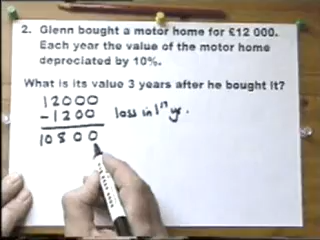 2. Glenn bought a motor home for £12 000.
Each year the value of the motor home
depreciated by 10%.
What is its value 3 years after he bought it?
12000
-1200 loss in 1st yr.
10800